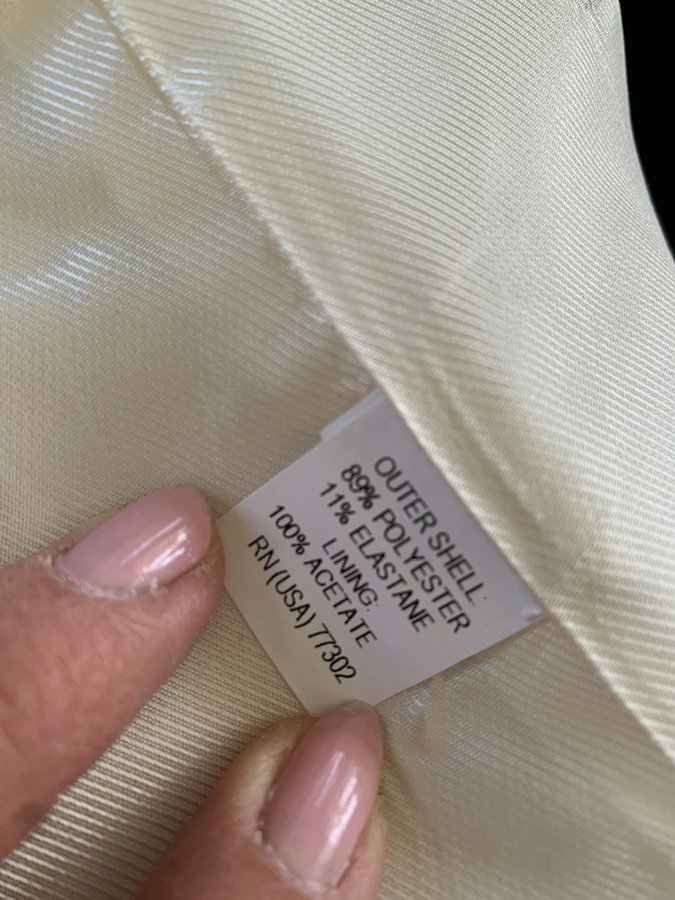 OUTER SHELL:
89% POLYESTER
11% ELASTANE
LINING:
100% ACETATE
RN (USA) 77302